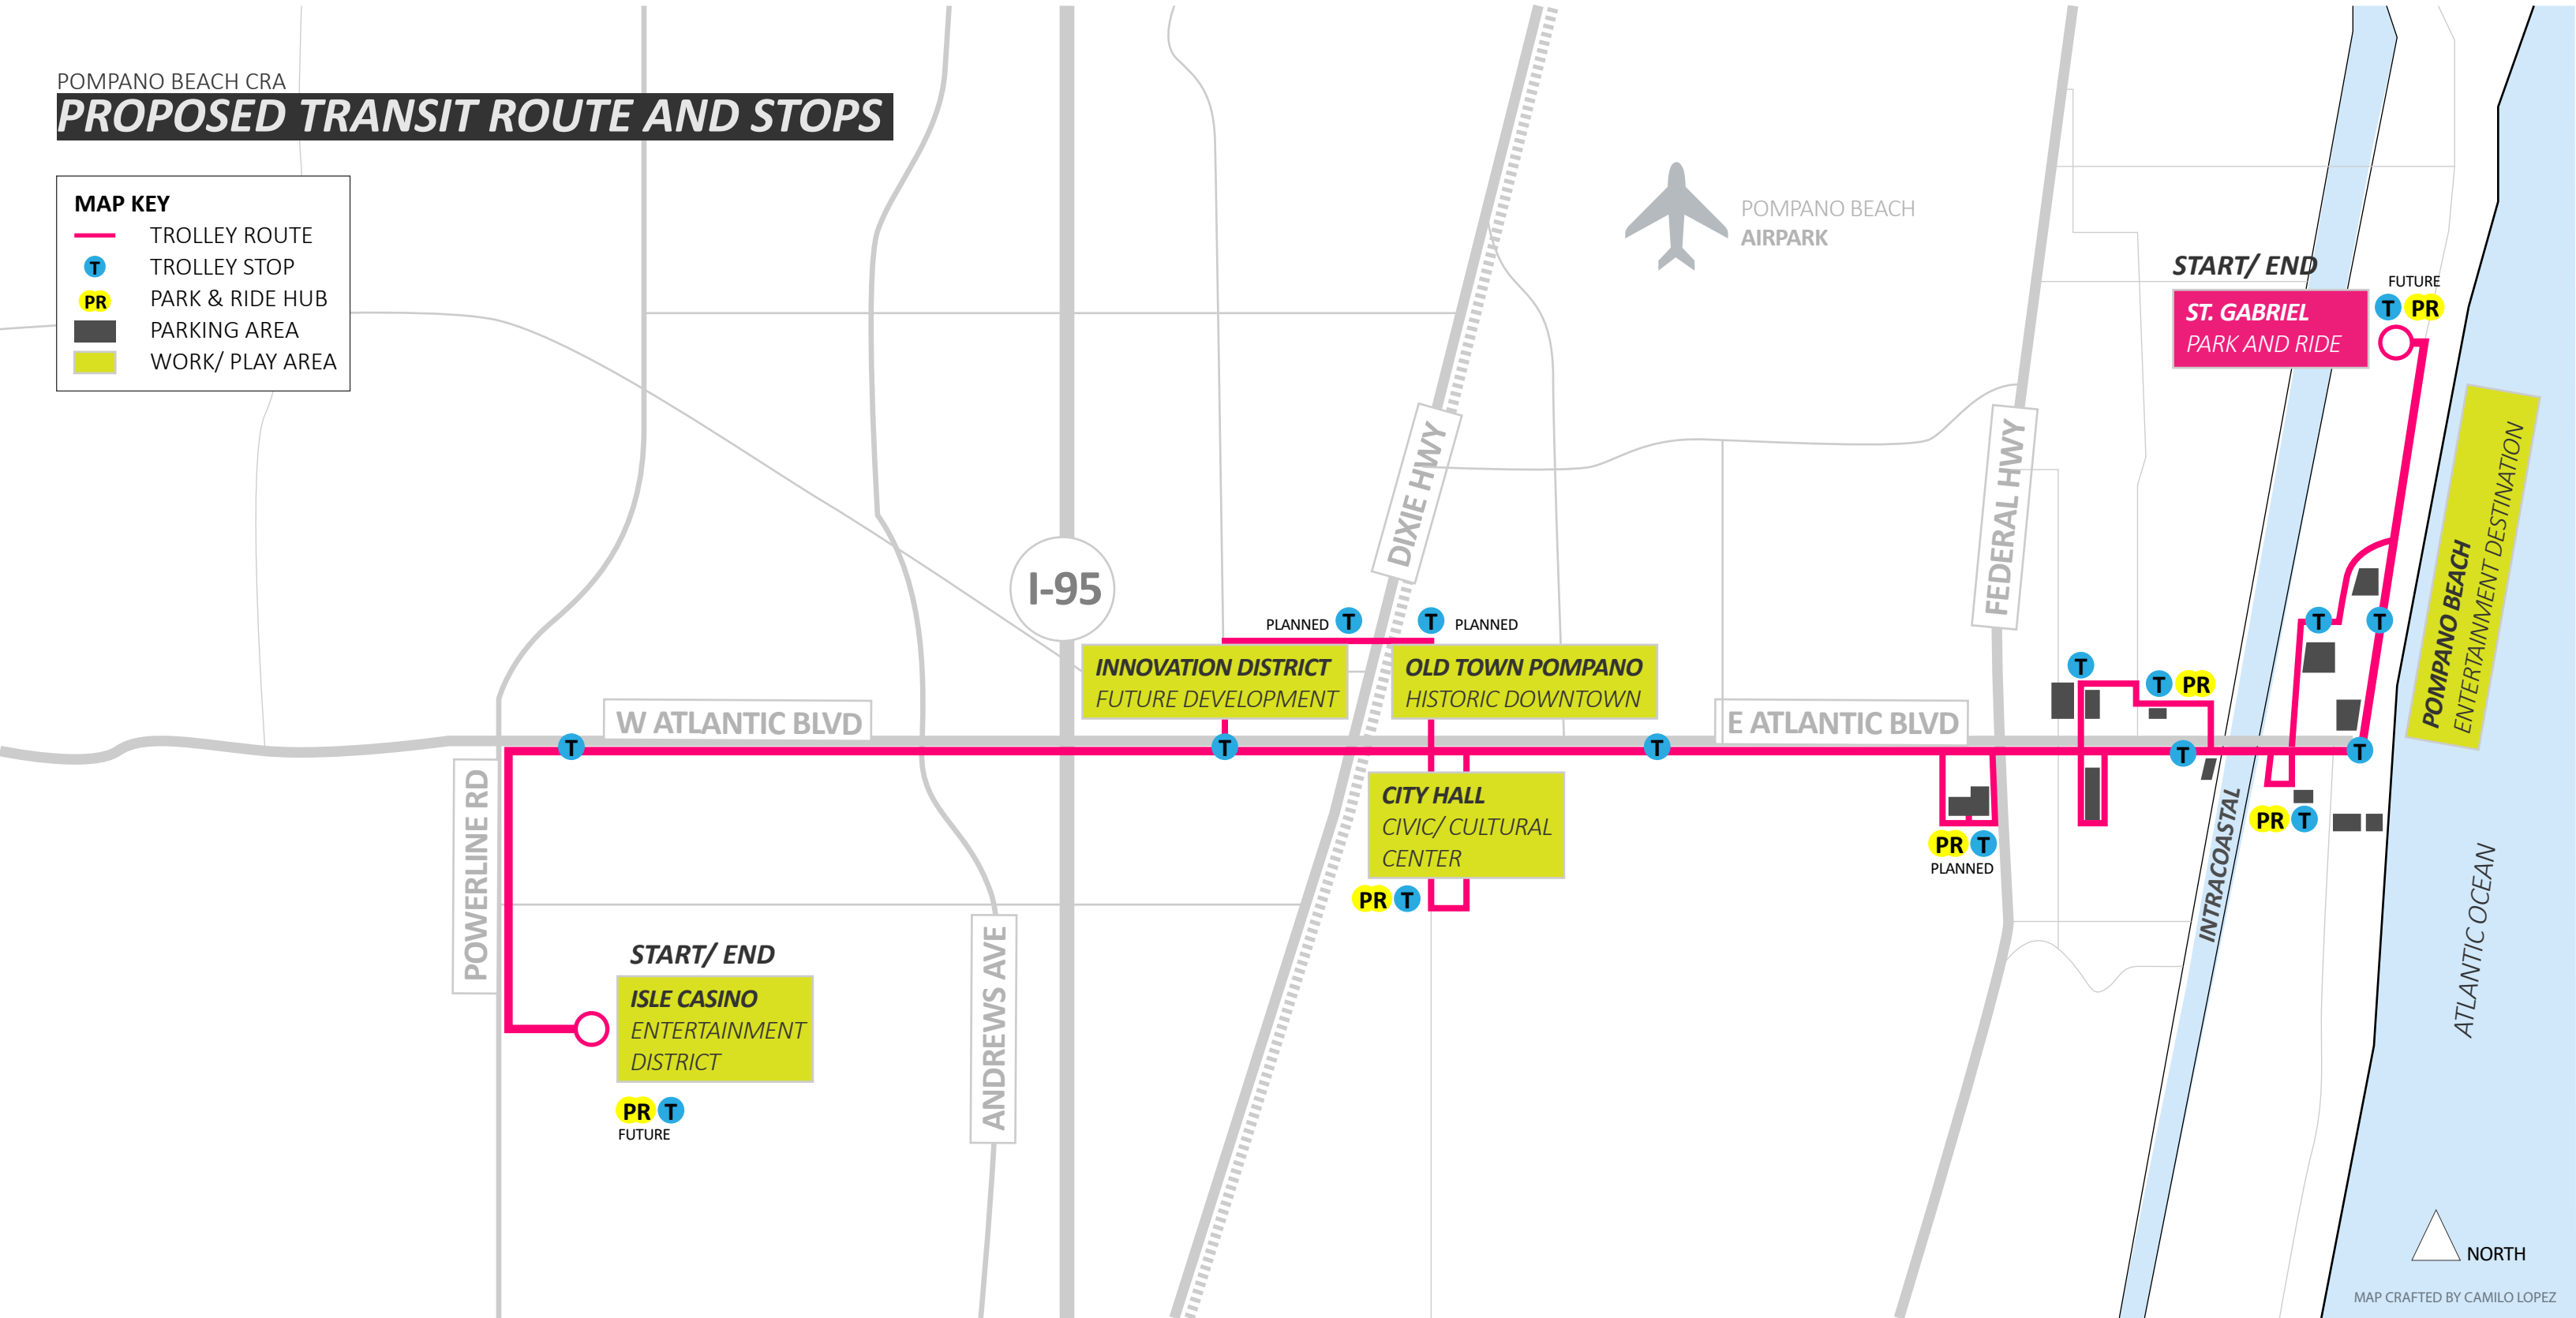 POMPANO BEACH CRA
PROPOSED TRANSIT ROUTE AND STOPS
MAP KEY
TROLLEY ROUTE
T TROLLEY STOP
PR PARK & RIDE HUB
PARKING AREA
WORK/ PLAY AREA
POMPANO BEACH
AIRPARK
START/ END
ST. GABRIEL
PARK AND RIDE
FUTURE
T PR
DIXIE HWY
FEDERAL HWY
POMPANO BEACH
ENTERTAINMENT DESTINATION
I-95
PLANNED T
T PLANNED
T
T
INNOVATION DISTRICT
FUTURE DEVELOPMENT
OLD TOWN POMPANO
HISTORIC DOWNTOWN
T
T PR
W ATLANTIC BLVD
E ATLANTIC BLVD
T
T
T
T
T
POWERLINE RD
CITY HALL
CIVIC/ CULTURAL
CENTER
PR T
PR T
PLANNED
PR T
INTRACOASTAL
ATLANTIC OCEAN
START/ END
ISLE CASINO
ENTERTAINMENT
DISTRICT
PR T
FUTURE
ANDREWS AVE
NORTH
MAP CRAFTED BY CAMILO LOPEZ